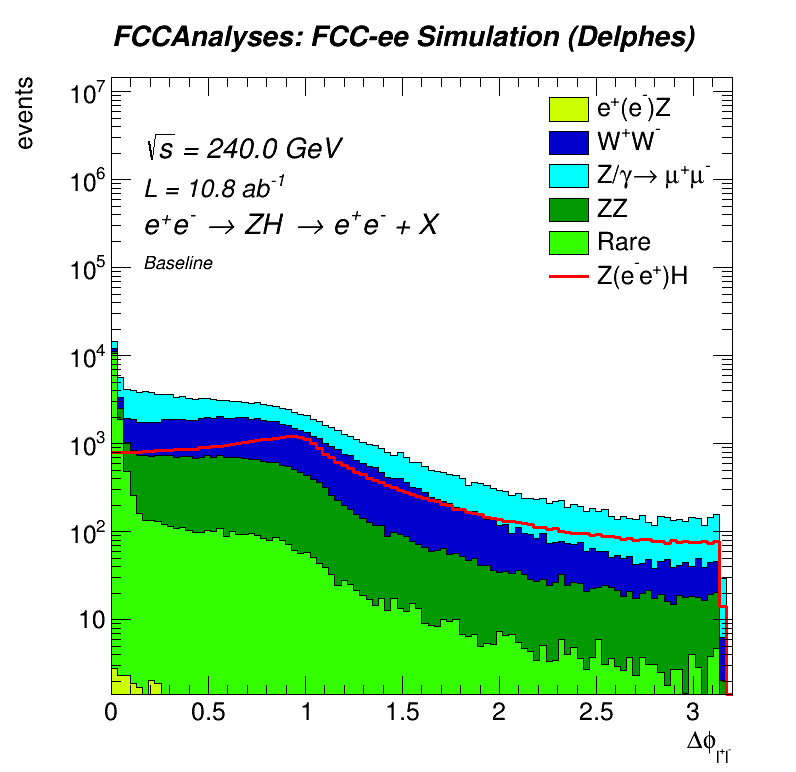 FCCAnalyses: FCC-ee Simulation (Delphes)
events
10⁷
10⁶
10⁵
10⁴
10³
10²
10
√s = 240.0 GeV
L = 10.8 ab⁻¹
e⁺e⁻ → ZH → e⁺e⁻ + X
Baseline
e⁺(e⁻)Z
W⁺W⁻
Z/γ→ μ⁺μ⁻
ZZ
Rare
Z(e⁻e⁺)H
0 0.5 1 1.5 2 2.5 3
Δϕ l⁺l⁻